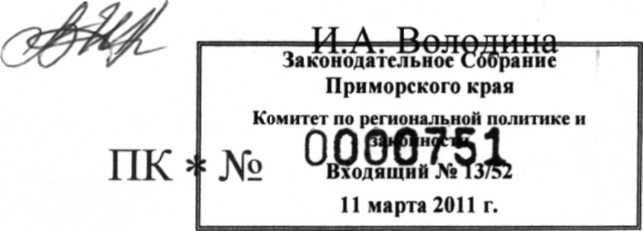 И.А. Володина
Законодательное Собрание
Приморского края
Комитет по региональной политике и
законности
ПК * № 0000751
Входящий № 13/52
11 марта 2011 г.